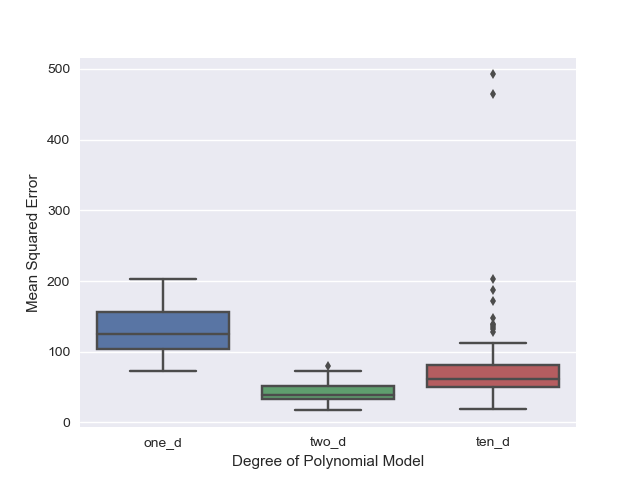 500
400
300
200
100
0
Mean Squared Error
one_d
two_d
ten_d
Degree of Polynomial Model